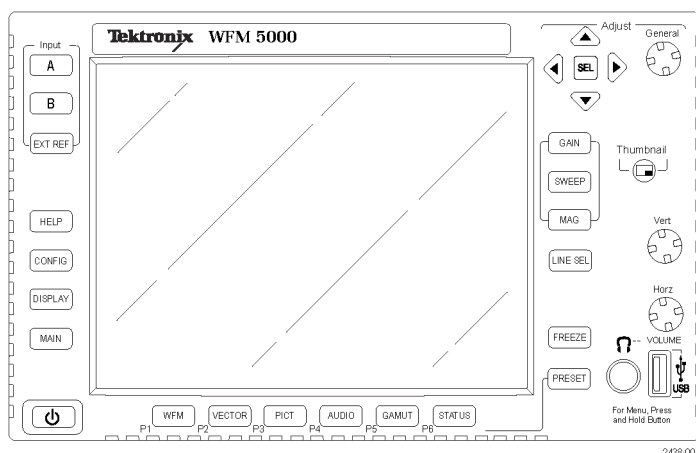 Tektronix WFM 5000
Input
A
B
EXT REF
HELP
CONFIG
DISPLAY
MAIN
Adjust
General
SEL
GAIN
SWEEP
MAG
LINE SEL
Thumbnail
Vert
Horz
FREEZE
PRESET
VOLUME
USB
For Menu, Press
and Hold Button
WFM VECTOR PICT AUDIO GAMUT STATUS
P1 P2 P3 P4 P5 P6